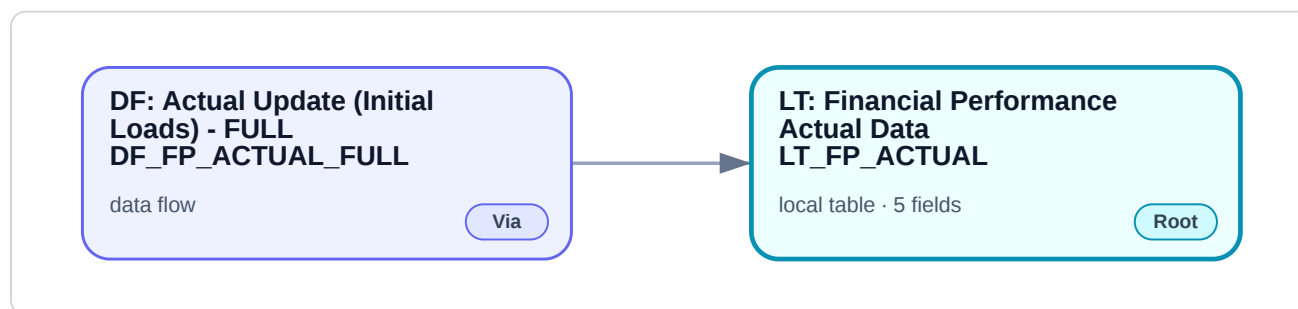 DF: Actual Update (Initial
Loads) - FULL
DF_FP_ACTUAL_FULL
data flow
Via
LT: Financial Performance
Actual Data
LT_FP_ACTUAL
local table · 5 fields
Root